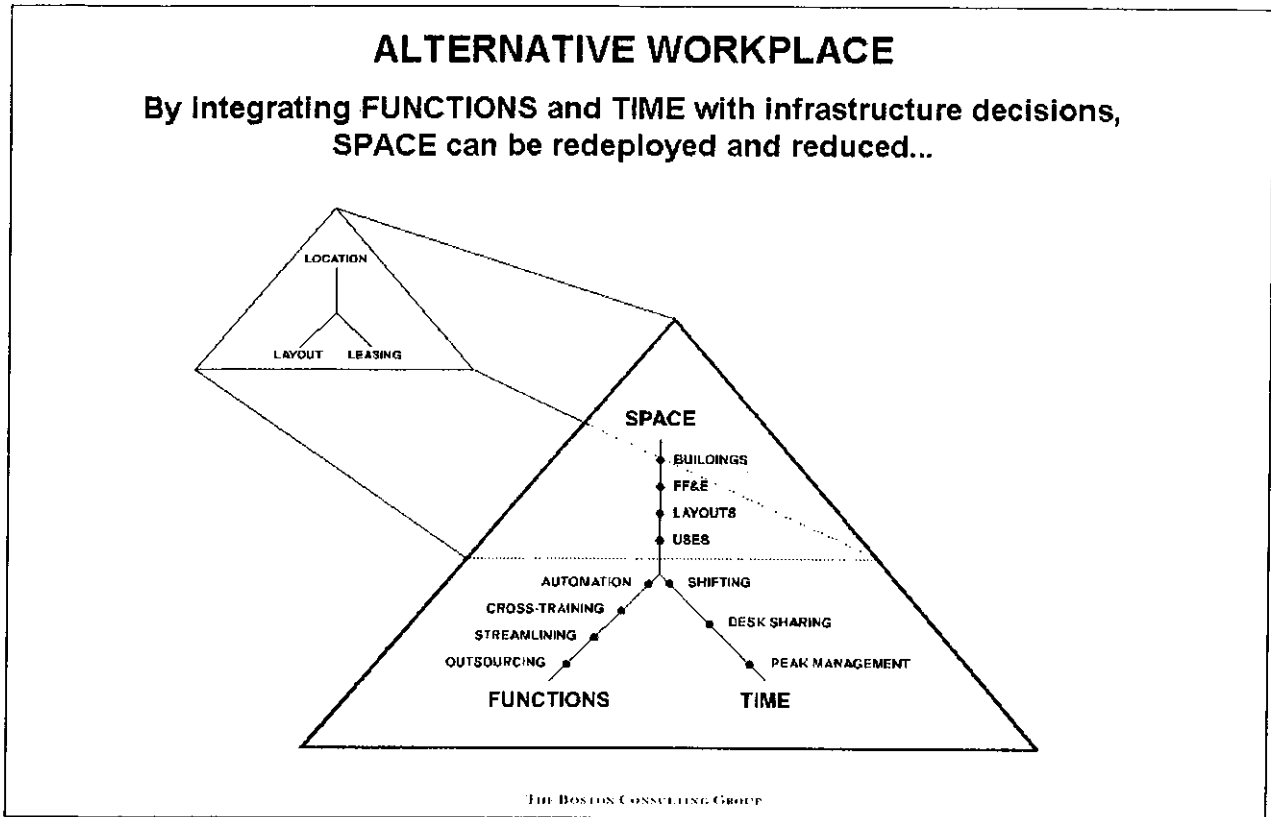 ALTERNATIVE WORKPLACE
By integrating FUNCTIONS and TIME with infrastructure decisions,
SPACE can be redeployed and reduced...
LOCATION
LAYOUT LEASING
SPACE
BUILDINGS
FF&E
LAYOUTS
USES
AUTOMATION SHIFTING
CROSS-TRAINING
DESK SHARING
STREAMLINING
OUTSOURCING PEAK MANAGEMENT
FUNCTIONS TIME
THE BOSTON CONSULTING GROUP